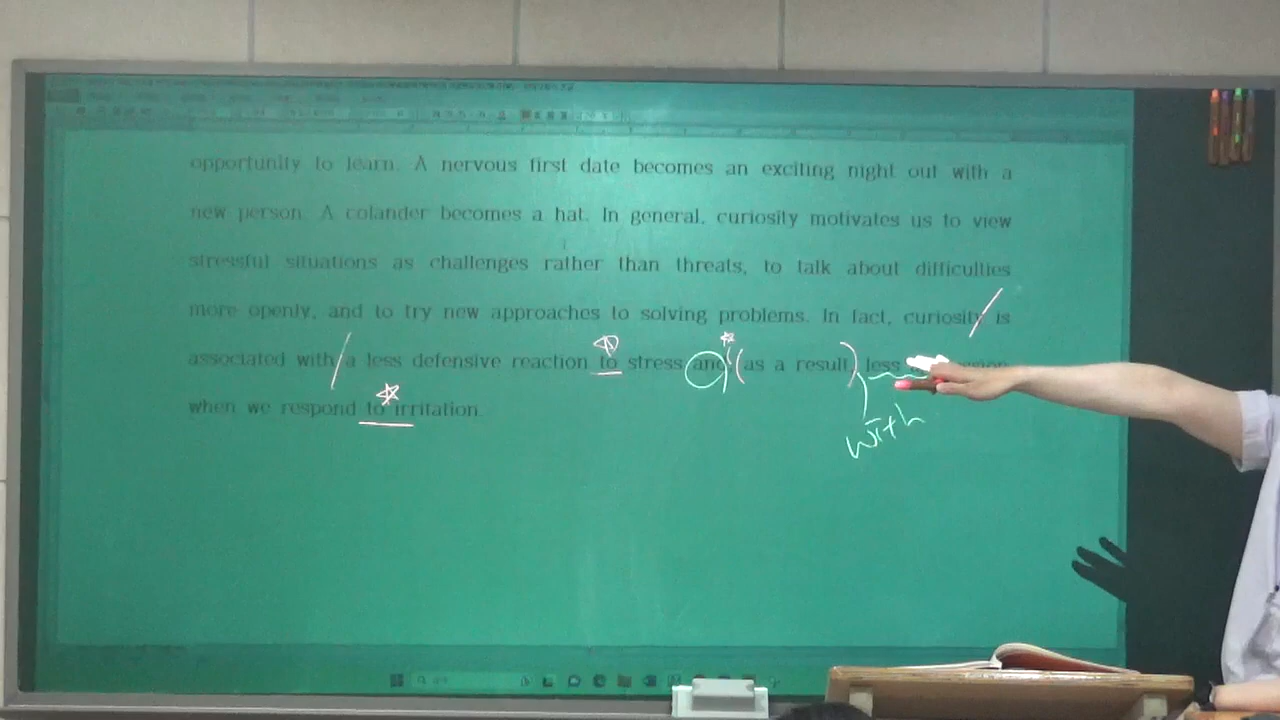 opportunity to learn. A nervous first date becomes an exciting night out with a
new person. A colander becomes a hat. In general, curiosity motivates us to view
stressful situations as challenges rather than threats, to talk about difficulties
more openly, and to try new approaches to solving problems. In fact, curiosity is
associated with a less defensive reaction to stress and as a result, less
when we respond to irritation.
with